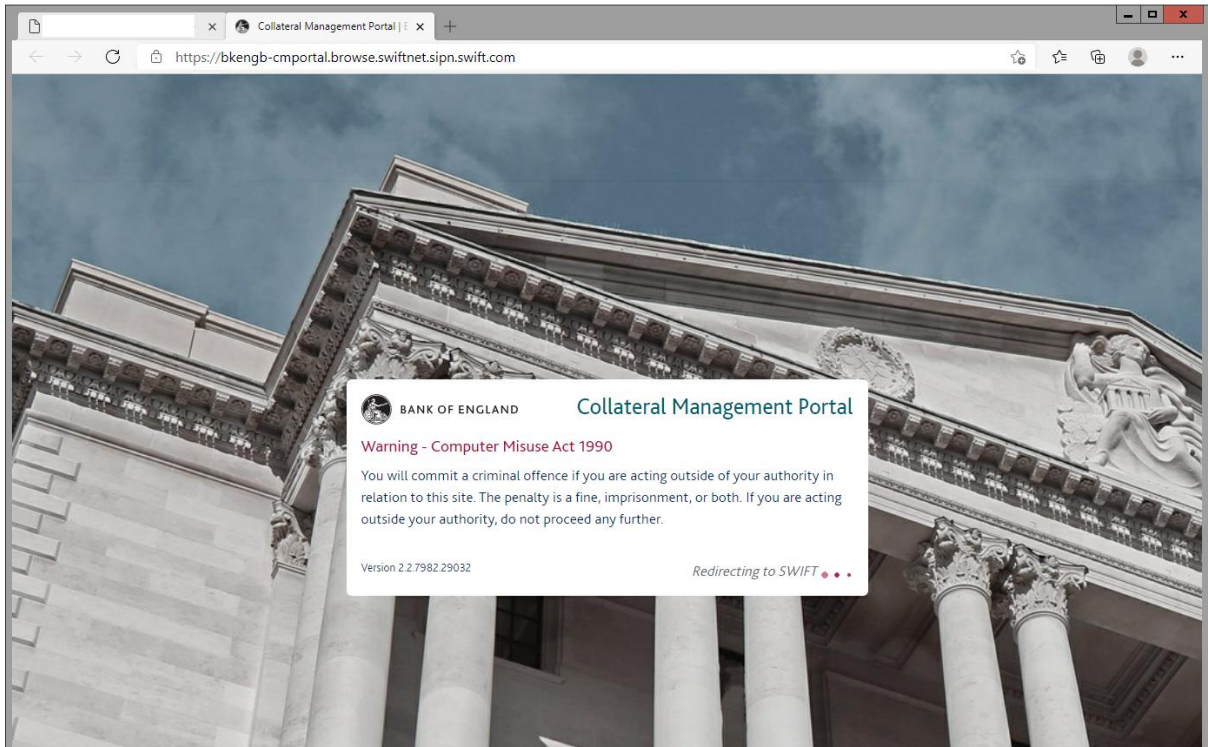 Collateral Management Portal | E
https://bkengb-cmportal.browse.swiftnet.sipn.swift.com
BANK OF ENGLAND
Collateral Management Portal
Warning - Computer Misuse Act 1990
You will commit a criminal offence if you are acting outside of your authority in
relation to this site. The penalty is a fine, imprisonment, or both. If you are acting
outside your authority, do not proceed any further.
Version 2.2.7982.29032
Redirecting to SWIFT